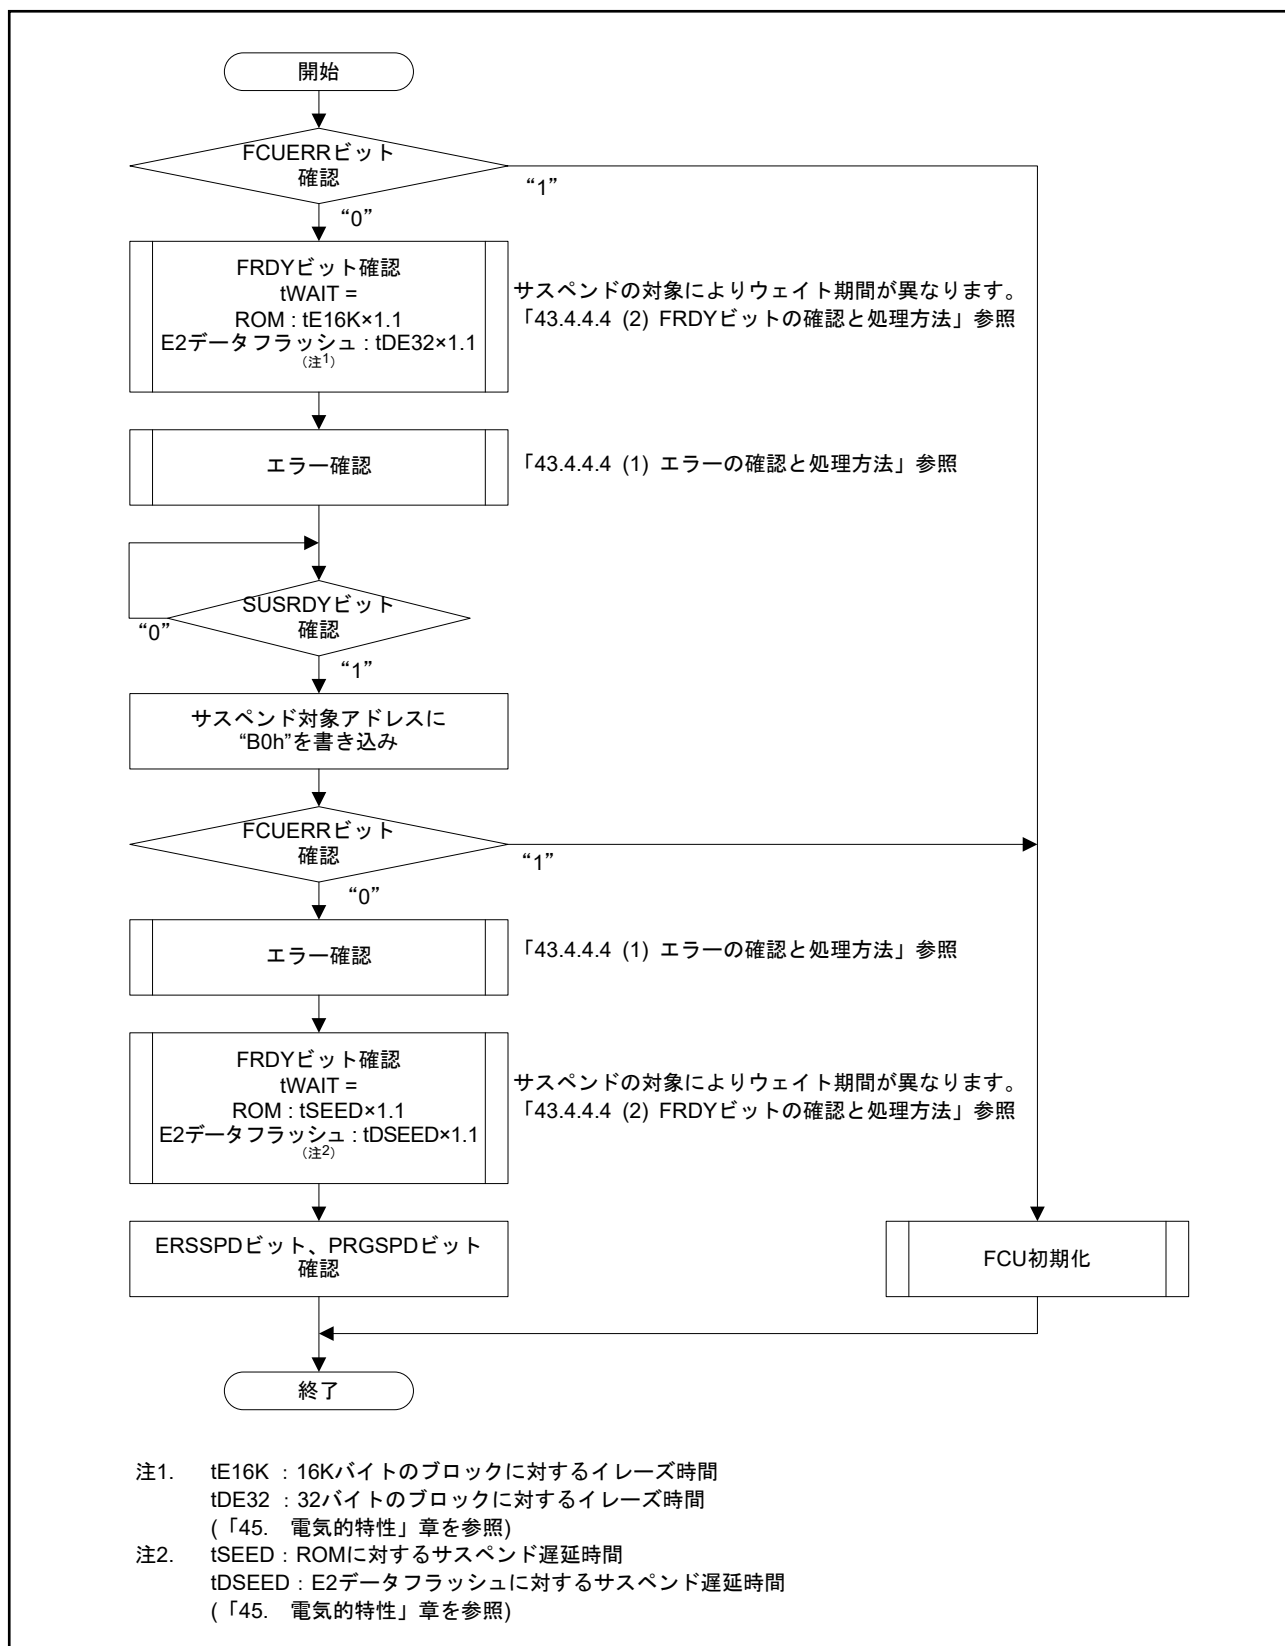 開始
FCUERRビット
確認
“1”
“0”
FRDYビット確認
tWAIT =
ROM : tE16K×1.1
E2データフラッシュ : tDE32×1.1
（注1）
サスペンドの対象によりウェイト期間が異なります。
「43.4.4.4 (2) FRDYビットの確認と処理方法」参照
エラー確認
「43.4.4.4 (1) エラーの確認と処理方法」参照
SUSRDYビット
確認
“0”
“1”
サスペンド対象アドレスに
“B0h”を書き込み
FCUERRビット
確認
“1”
“0”
エラー確認
「43.4.4.4 (1) エラーの確認と処理方法」参照
FRDYビット確認
tWAIT =
ROM : tSEED×1.1
E2データフラッシュ : tDSEED×1.1
（注2）
サスペンドの対象によりウェイト期間が異なります。
「43.4.4.4 (2) FRDYビットの確認と処理方法」参照
ERSSPDビット、PRGSPDビット
確認
FCU初期化
終了
注1. tE16K : 16Kバイトのブロックに対するイレーズ時間
tDE32 : 32バイトのブロックに対するイレーズ時間
(「45. 電気的特性」章を参照)
注2. tSEED : ROMに対するサスペンド遅延時間
tDSEED : E2データフラッシュに対するサスペンド遅延時間
(「45. 電気的特性」章を参照)